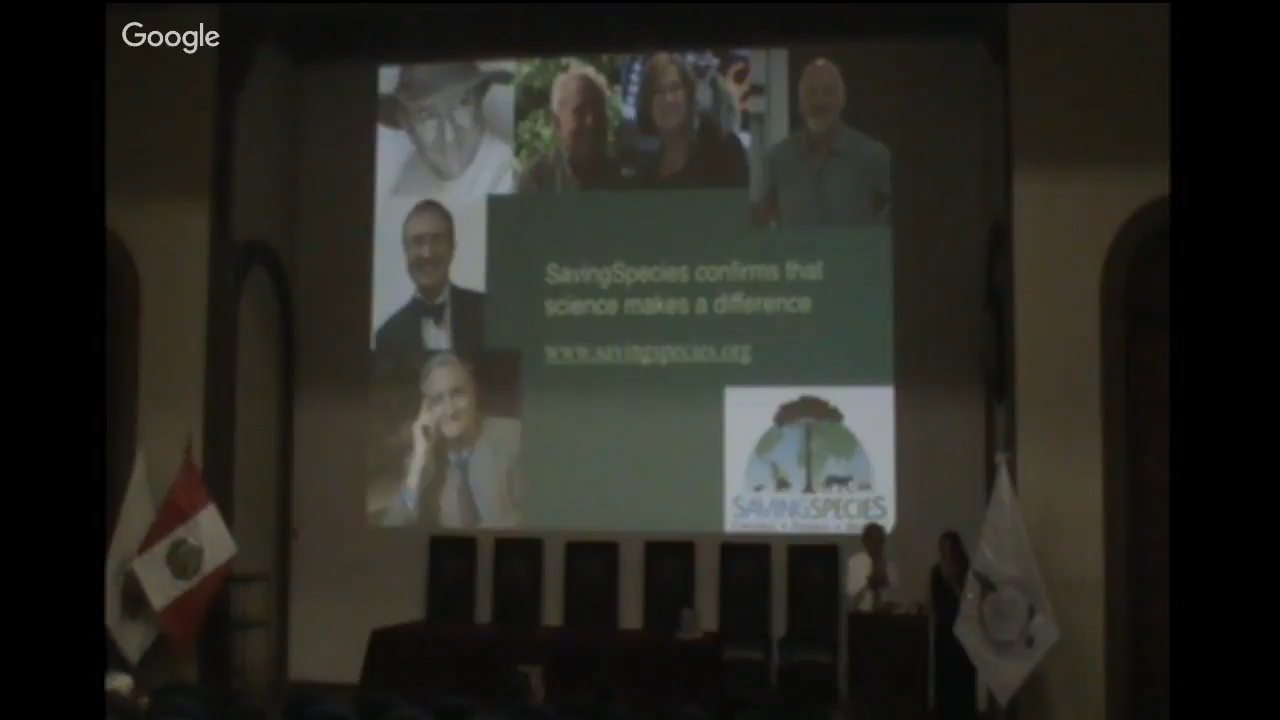 Google
SavingSpecies confirms that
science makes a difference
www.savingspecies.org
SAVINGSPECIES